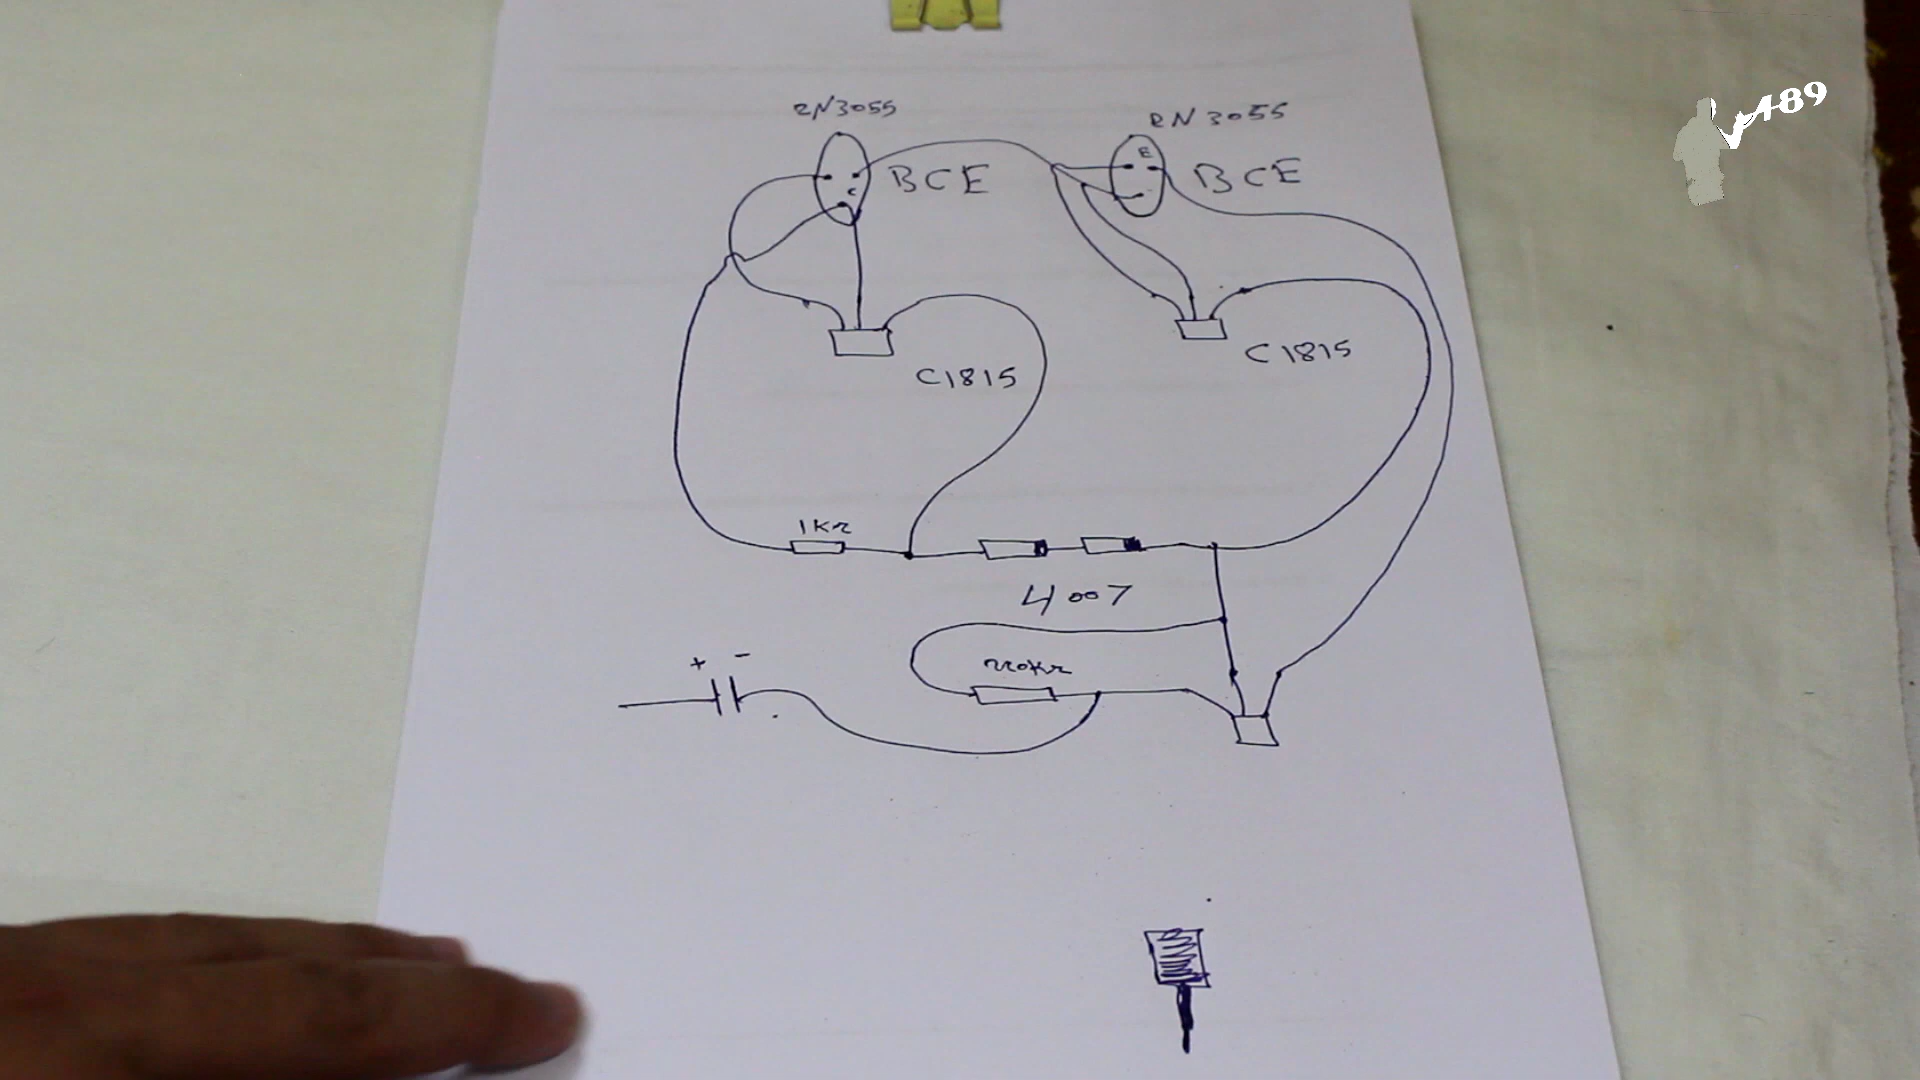 2N3055
2N3055
E
BCE
C
BCE
C1815
C1815
1KΩ
4007
220KΩ
+ -
489